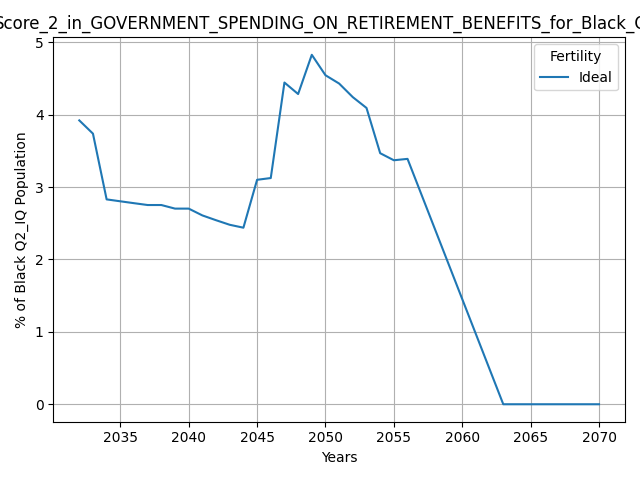 Score_2_in_GOVERNMENT_SPENDING_ON_RETIREMENT_BENEFITS_for_Black_
Fertility
Ideal
5
4
3
2
1
0
% of Black Q2_IQ Population
2035 2040 2045 2050 2055 2060 2065 2070
Years